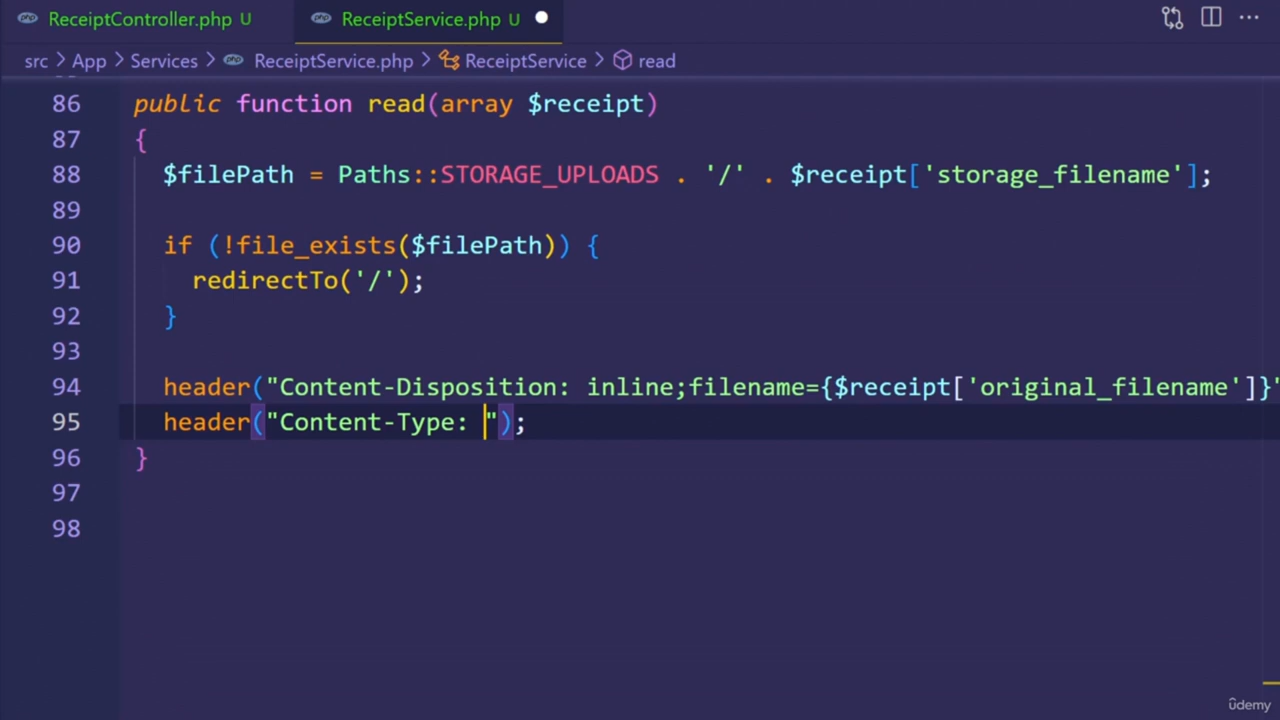 ReceiptController.php U ReceiptService.php U
src > App > Services > ReceiptService.php > ReceiptService > read
86 public function read(array $receipt)
87 {
88 $filePath = Paths::STORAGE_UPLOADS . '/' . $receipt['storage_filename'];
89
90 if (!file_exists($filePath)) {
91 redirectTo('/');
92 }
93
94 header("Content-Disposition: inline;filename={$receipt['original_filename']}"
95 header("Content-Type: ");
96 }
97
98
ûdemy